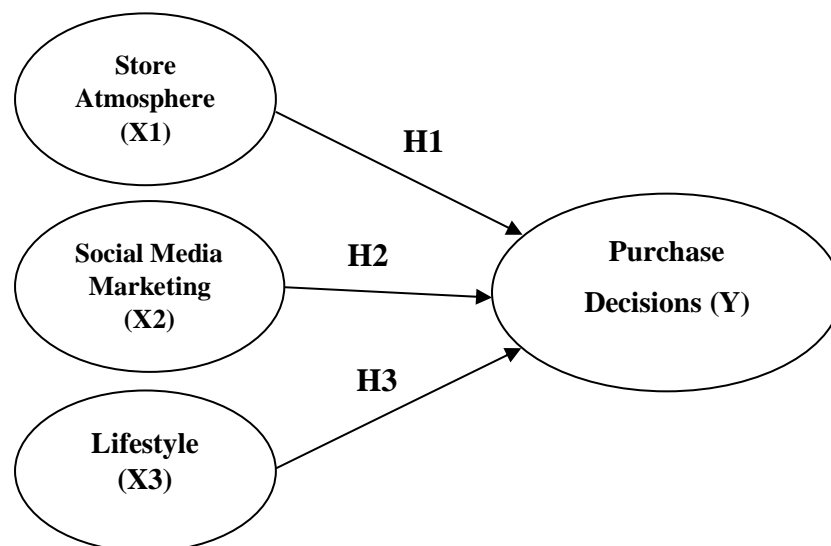 Store
Atmosphere
(X1)
H1
Social Media
Marketing
(X2)
H2
Purchase
Decisions (Y)
H3
Lifestyle
(X3)